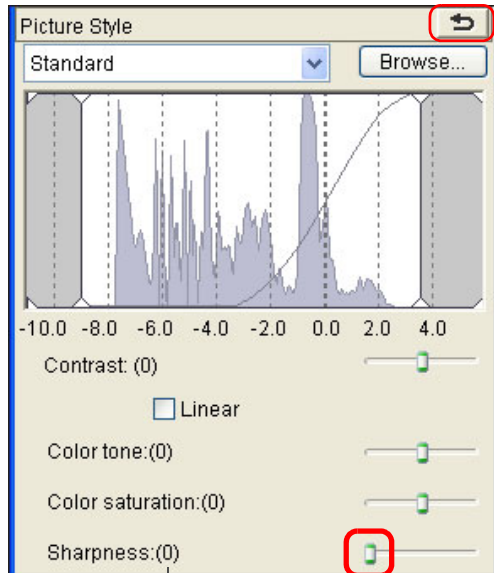 Picture Style
Standard
Browse...
-10.0 -8.0 -6.0 -4.0 -2.0 0.0 2.0 4.0
Contrast: (0)
Linear
Color tone:(0)
Color saturation:(0)
Sharpness:(0)